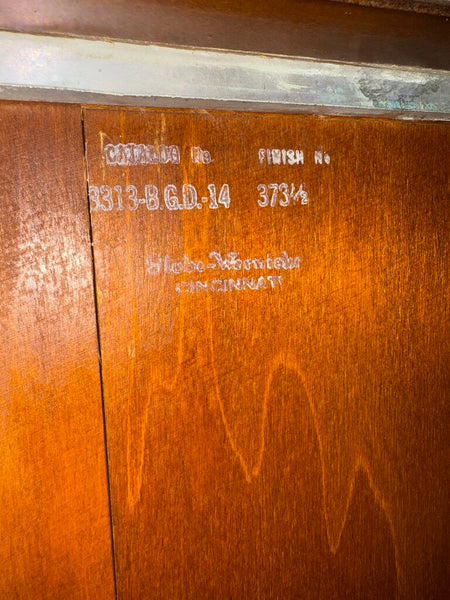 CATALOG No. FINISH No.
3313-B.G.D.-14 373½
Globe-Wernicke
CINCINNATI